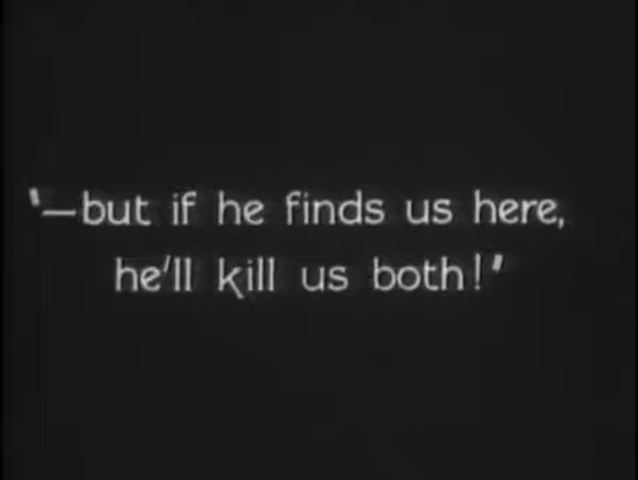 '—but if he finds us here,
he'll kill us both!'